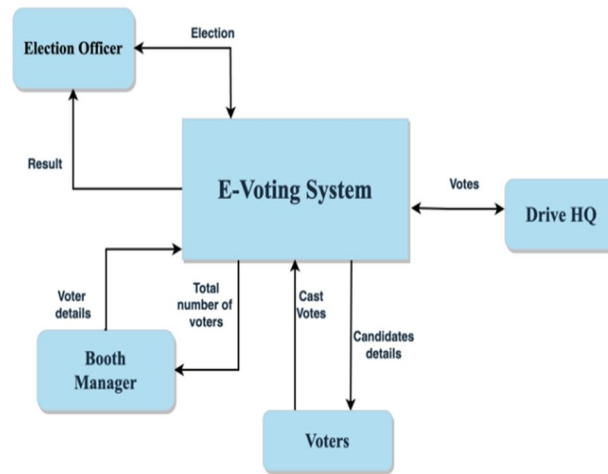 Election Officer
Election
Result
E-Voting System
Votes
Drive HQ
Voter
details
Total
number of
voters
Cast
Votes
Candidates
details
Booth
Manager
Voters